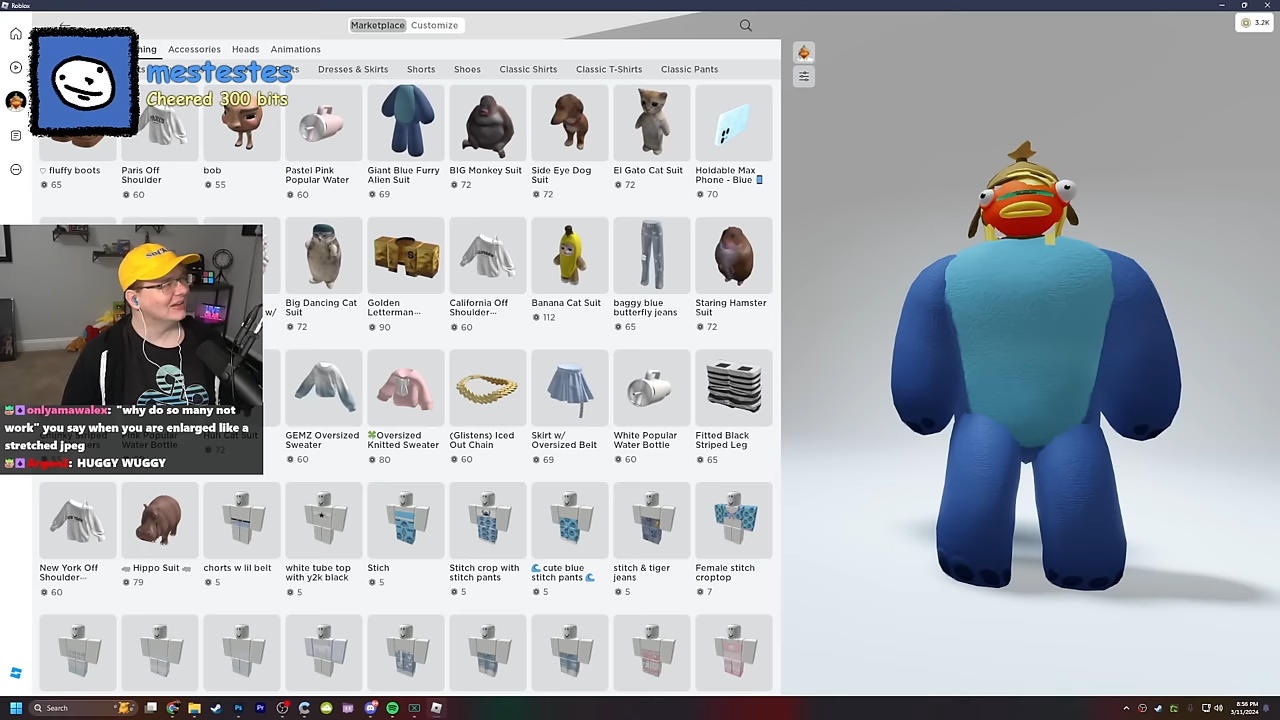 Roblox
Marketplace
Customize
3.2K
Accessories
Heads
Animations
mestestes
Cheered 300 bits
Dresses & Skirts
Shorts
Shoes
Classic Shirts
Classic T-Shirts
Classic Pants
♡ fluffy boots
65
Paris Off
Shoulder
60
bob
55
Pastel Pink
Popular Water
60
Giant Blue Furry
Alien Suit
69
BIG Monkey Suit
72
Side Eye Dog
Suit
72
El Gato Cat Suit
72
Holdable Max
Phone - Blue 📱
70
w/
Big Dancing Cat
Suit
72
Golden
Letterman...
90
California Off
Shoulder...
60
Banana Cat Suit
112
baggy blue
butterfly jeans
65
Staring Hamster
Suit
72
onlyamawalex: "why do so many not
work" you say when you are enlarged like a
stretched jpeg
HUGGY WUGGY
GEMZ Oversized
Sweater
60
🍀Oversized
Knitted Sweater
80
(Glistens) Iced
Out Chain
60
Skirt w/
Oversized Belt
69
White Popular
Water Bottle
60
Fitted Black
Striped Leg
65
New York Off
Shoulder...
60
🦛 Hippo Suit 🦛
79
chorts w lil belt
5
white tube top
with y2k black
5
Stich
5
Stitch crop with
stitch pants
5
🌊 cute blue
stitch pants 🌊
5
stitch & tiger
jeans
5
Female stitch
croptop
7
Search
8:56 PM
3/11/2024